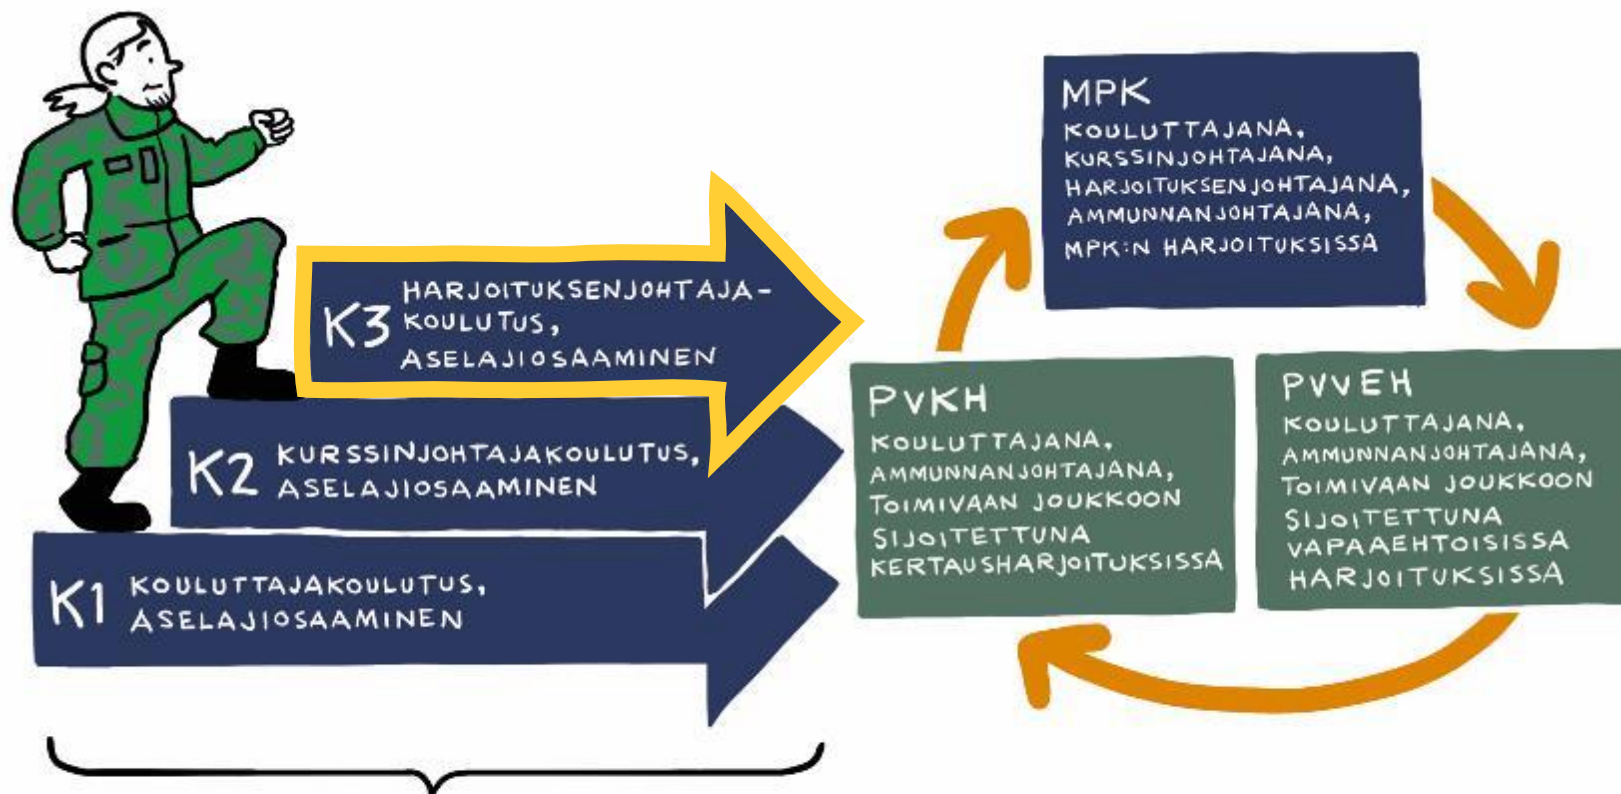 MPK
KOULUTTAJANA,
KURSSINJOHTAJANA,
HARJOITUKSENJOHTAJANA,
AMMUNNANJOHTAJANA,
MPK:N HARJOITUKSISSA
K3
HARJOITUKSENJOHTAJA-
KOULUTUS,
ASELAJIOSAAMINEN
K2
KURSSINJOHTAJAKOULUTUS,
ASELAJIOSAAMINEN
K1
KOULUTTAJAKOULUTUS,
ASELAJIOSAAMINEN
PVKH
KOULUTTAJANA,
AMMUNNANJOHTAJANA,
TOIMIVAAN JOUKKOON
SIJOITETTUNA
KERTAUSHARJOITUKSISSA
PVVEH
KOULUTTAJANA,
AMMUNNANJOHTAJANA,
TOIMIVAAN JOUKKOON
SIJOITETTUNA
VAPAAEHTOISISSA
HARJOITUKSISSA